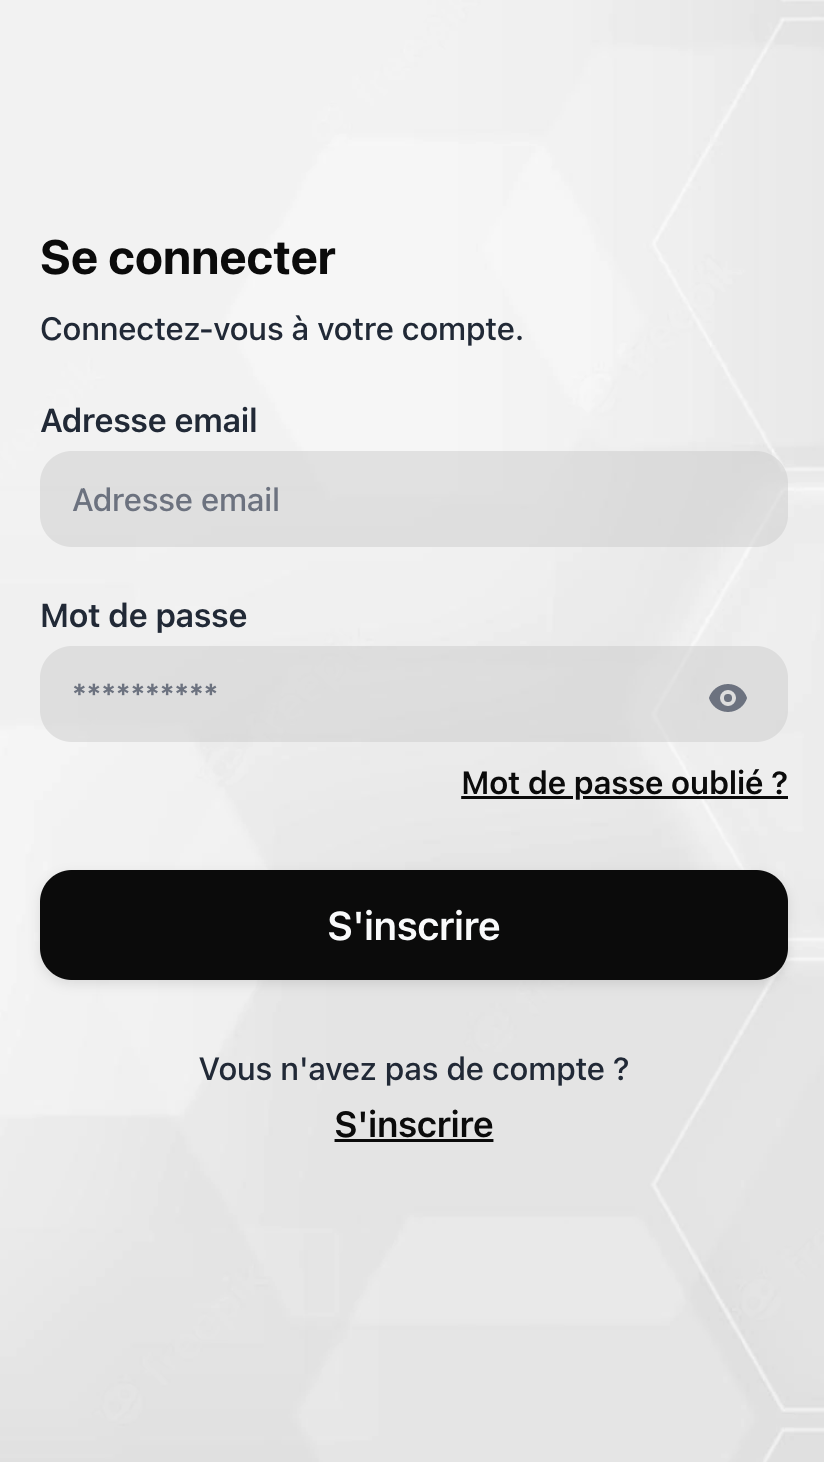 Se connecter
Connectez-vous à votre compte.
Adresse email
Adresse email
Mot de passe
**********
Mot de passe oublié ?
S'inscrire
Vous n'avez pas de compte ?
S'inscrire